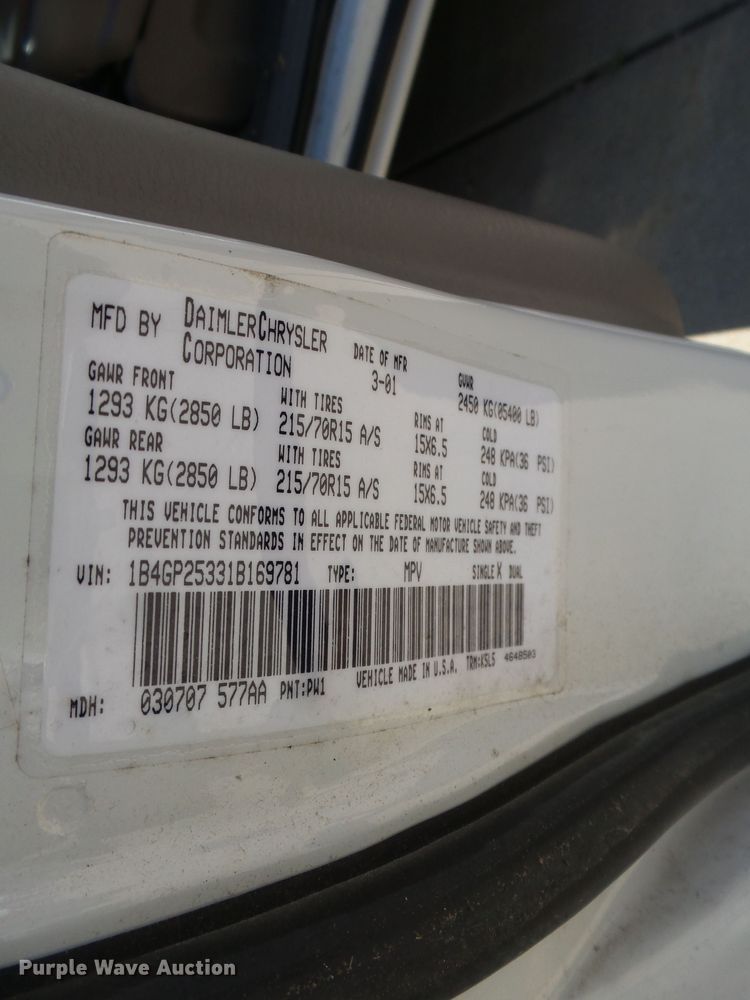 MFD BY DAIMLERCHRYSLER CORPORATION DATE OF MFR 3-01 GVWR 2450 KG(05400 LB)
GAWR FRONT WITH TIRES RIMS AT COLD
1293 KG(2850 LB) 215/70R15 A/S 15X6.5 248 KPA(36 PSI)
GAWR REAR WITH TIRES RIMS AT COLD
1293 KG(2850 LB) 215/70R15 A/S 15X6.5 248 KPA(36 PSI)
THIS VEHICLE CONFORMS TO ALL APPLICABLE FEDERAL MOTOR VEHICLE SAFETY AND THEFT
PREVENTION STANDARDS IN EFFECT ON THE DATE OF MANUFACTURE SHOWN ABOVE.
VIN: 1B4GP25331B169781 TYPE: MPV SINGLE X DUAL
MDH: 030707 577AA PNT:PW1 VEHICLE MADE IN U.S.A. TRM:K5L5 4648503
Purple Wave Auction